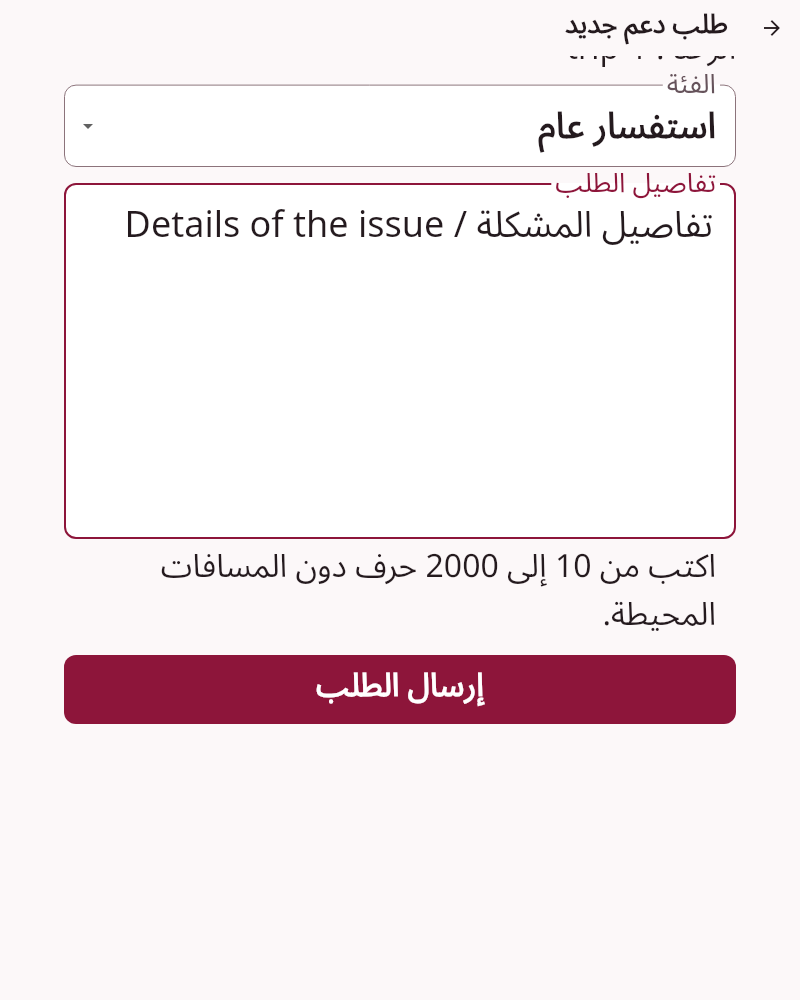 طلب دعم جديد
الفئة
استفسار عام
تفاصيل الطلب
تفاصيل المشكلة / Details of the issue
اكتب من 10 إلى 2000 حرف دون المسافات
المحيطة.
إرسال الطلب